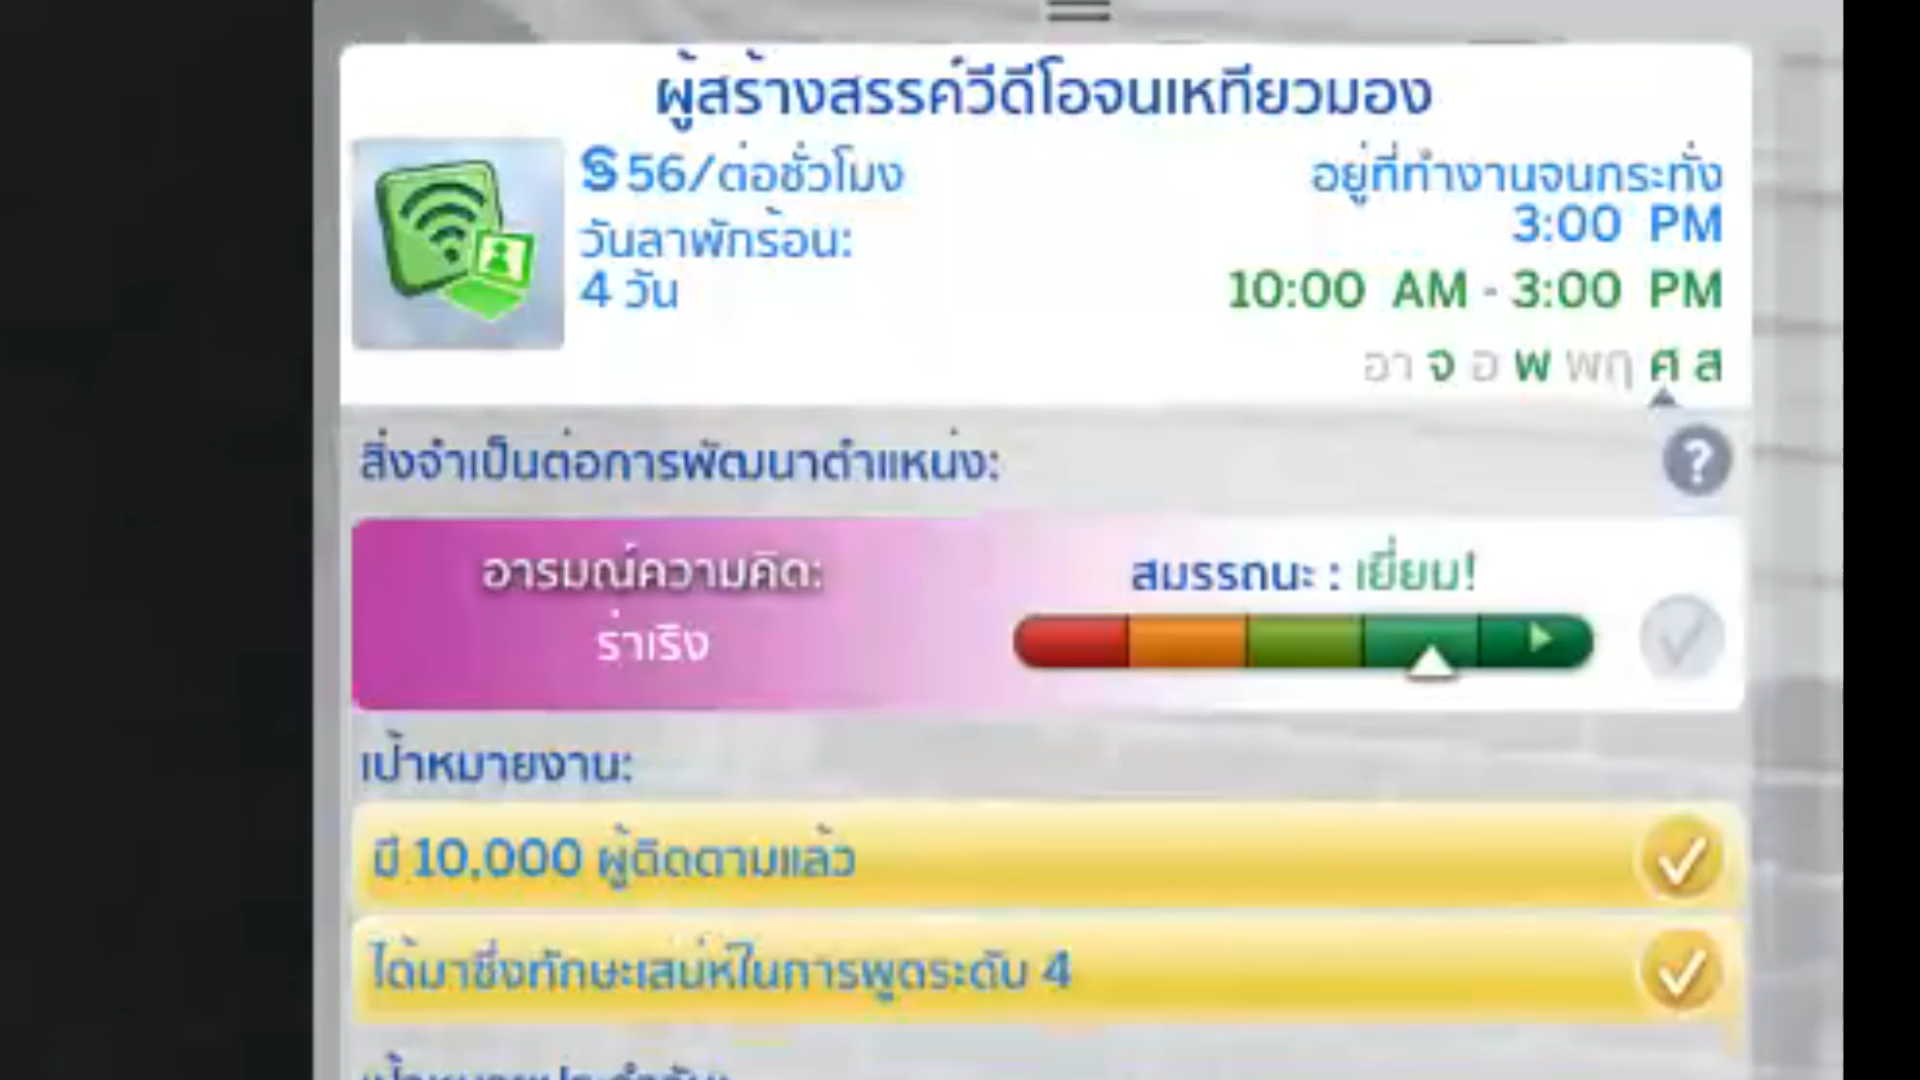 ผู้สร้างสรรค์วีดีโอจนเหทียวมอง
§56/ต่อชั่วโมง
วันลาพักร้อน:
4 วัน
อยู่ที่ทำงานจนกระทั่ง
3:00 PM
10:00 AM - 3:00 PM
อา จ อ พ พฤ ศ ส
สิ่งจำเป็นต่อการพัฒนาตำแหน่ง:
?
อารมณ์ความคิด:
ร่าเริง
สมรรถนะ : เยี่ยม!
เป้าหมายงาน:
มี 10,000 ผู้ติดตามแล้ว
ได้มาซึ่งทักษะเสน่ห์ในการพูดระดับ 4